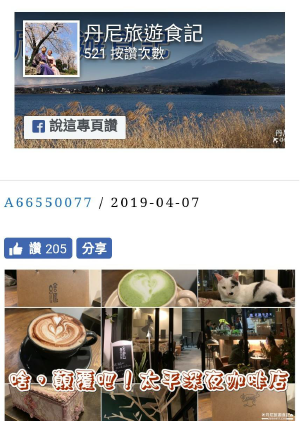 丹尼旅遊食記
521 按讚次數
說這專頁讚
A66550077 / 2019-04-07
讚 205
分享
啥。顛覆吧！太平深夜咖啡店